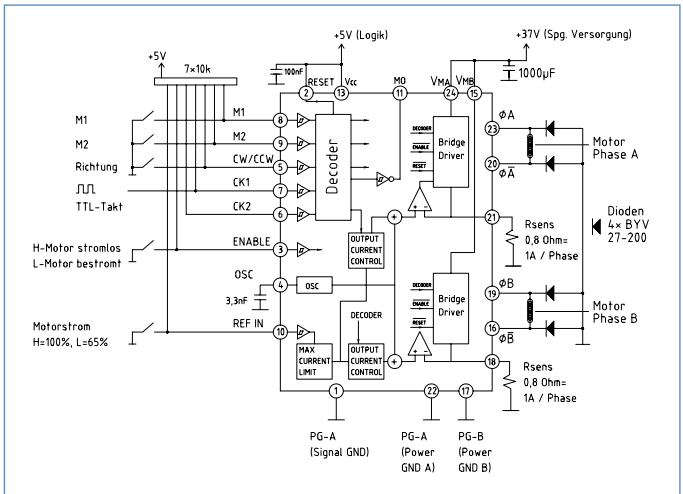 +5V (Logik)
+37V (Spg. Versorgung)
+5V
7×10k
100nF
1000µF
RESET
Vcc
MO
VMA
VMB
2
13
11
24
15
M1
8
M1
M2
9
M2
Richtung
5
CW/CCW
TTL-Takt
7
CK1
6
CK2
H-Motor stromlos
L-Motor bestromt
3
ENABLE
OSC
3,3nF
4
OSC
Motorstrom
H=100%, L=65%
10
REF IN
Decoder
MAX
CURRENT
LIMIT
OUTPUT
CURRENT
CONTROL
DECODER
OUTPUT
CURRENT
CONTROL
+
+
DECODER
ENABLE
RESET
Bridge
Driver
+ −
DECODER
ENABLE
RESET
Bridge
Driver
+ −
23
ϕA
20
ϕA̅
Motor
Phase A
21
Rsens
0,8 Ohm=
1A / Phase
Dioden
4× BYV
27-200
19
ϕB
16
ϕB̅
Motor
Phase B
18
Rsens
0,8 Ohm=
1A / Phase
1
22
17
PG-A
(Signal GND)
PG-A
(Power
GND A)
PG-B
(Power
GND B)